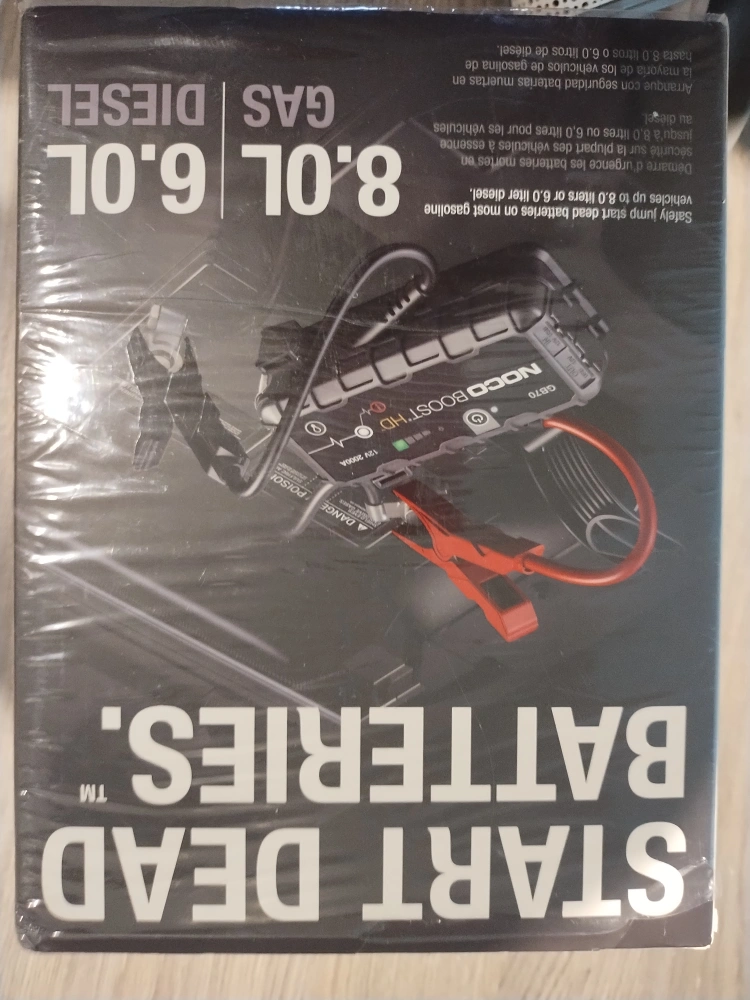 START DEAD
BATTERIES.™
GB70
NOCO BOOST HD
12V 2000A
DANGE
POISON
Safely jump start dead batteries on most gasoline
vehicles up to 8.0 liters or 6.0 liter diesel.
Démarre d'urgence les batteries mortes en
sécurité sur la plupart des véhicules à essence
jusqu'à 8.0 litres ou 6,0 litres pour les véhicules
au diesel.
Arranque con seguridad baterías muertas en
la mayoría de los vehículos de gasolina de
hasta 8.0 litros o 6.0 litros de diésel.
8.0L
GAS
6.0L
DIESEL